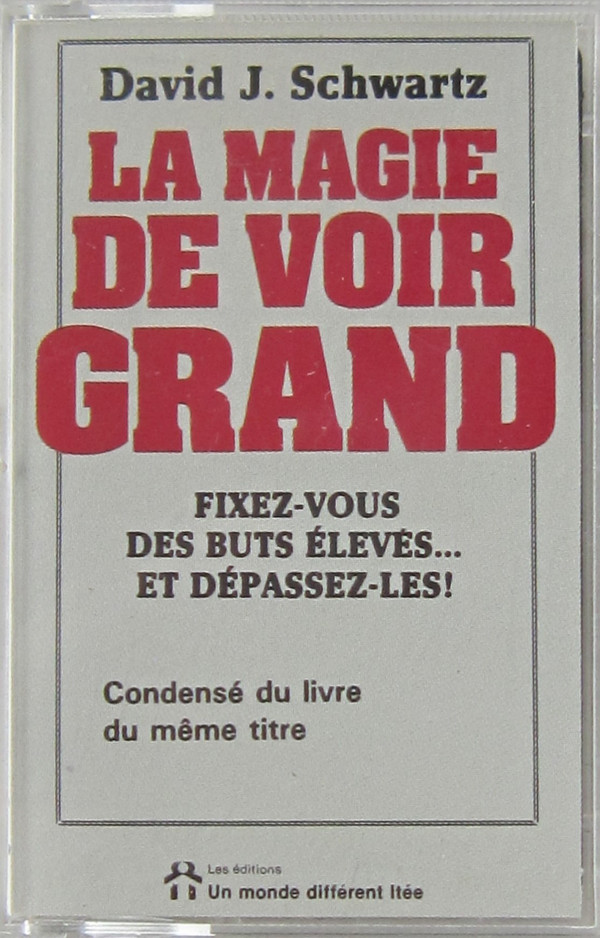 David J. Schwartz
LA MAGIE
DE VOIR
GRAND
FIXEZ-VOUS
DES BUTS ÉLEVÉS...
ET DÉPASSEZ-LES!
Condensé du livre
du même titre
Les éditions
Un monde différent ltée